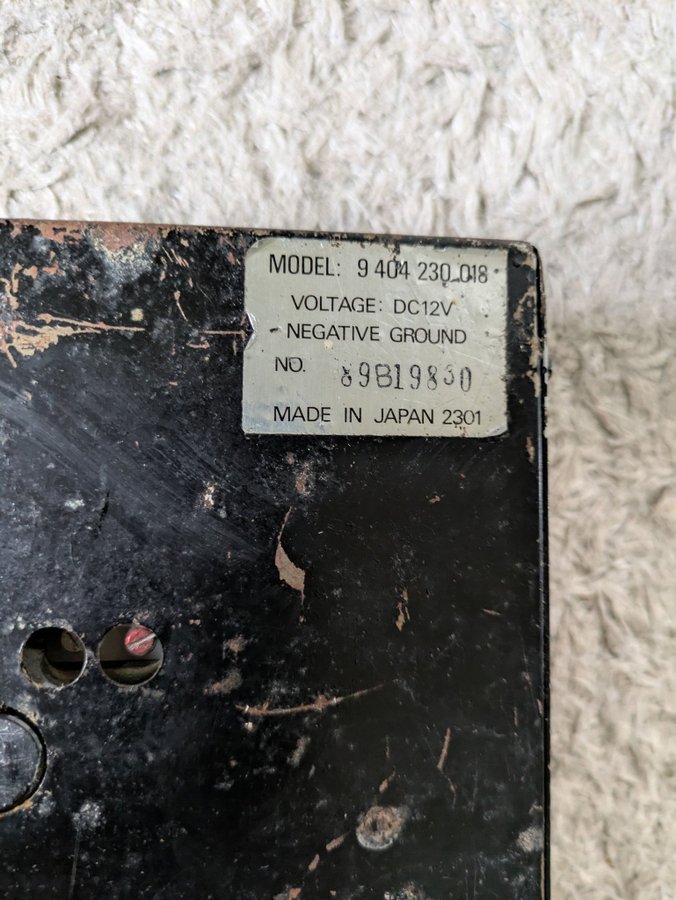 MODEL: 9 404 230 018
VOLTAGE: DC12V
NEGATIVE GROUND
NO. 89B19830
MADE IN JAPAN 2301